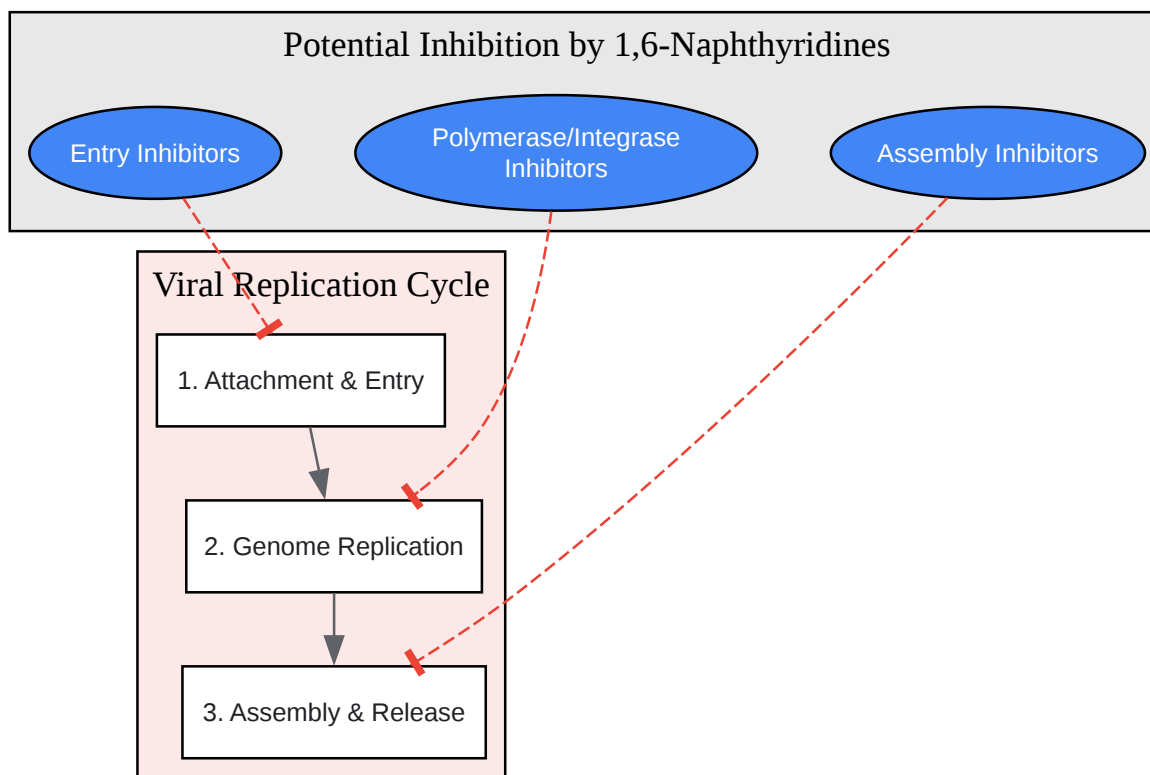 Potential Inhibition by 1,6-Naphthyridines
Entry Inhibitors
Polymerase/Integrase
Inhibitors
Assembly Inhibitors
Viral Replication Cycle
1. Attachment & Entry
2. Genome Replication
3. Assembly & Release